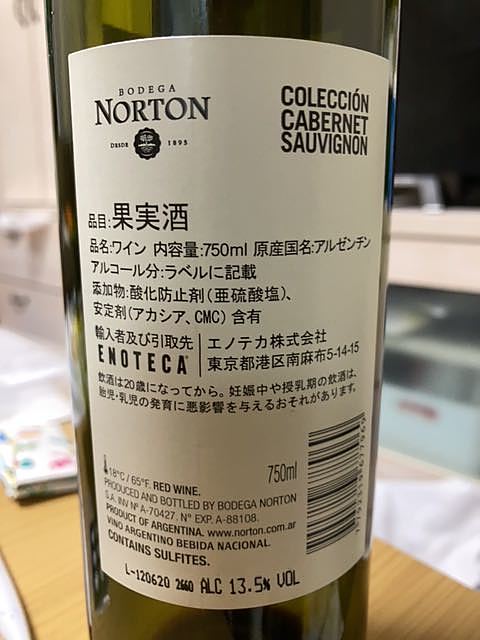 BODEGA
NORTON
DESDE 1895
COLECCIÓN
CABERNET
SAUVIGNON
品目:果実酒
品名:ワイン 内容量:750ml 原産国名:アルゼンチン
アルコール分:ラベルに記載
添加物:酸化防止剤(亜硫酸塩)、
安定剤(アカシア、CMC)含有
輸入者及び引取先
ENOTECA
エノテカ株式会社
東京都港区南麻布5-14-15
飲酒は20歳になってから。妊娠中や授乳期の飲酒は、
胎児・乳児の発育に悪影響を与えるおそれがあります。
18°C / 65°F. RED WINE.
PRODUCED AND BOTTLED BY BODEGA NORTON
S.A. INV Nº A-70427. N° EXP. A-88108.
PRODUCT OF ARGENTINA. www.norton.com.ar
VINO ARGENTINO BEBIDA NACIONAL.
CONTAINS SULFITES.
750ml
L-120620 2660 ALC 13.5% VOL